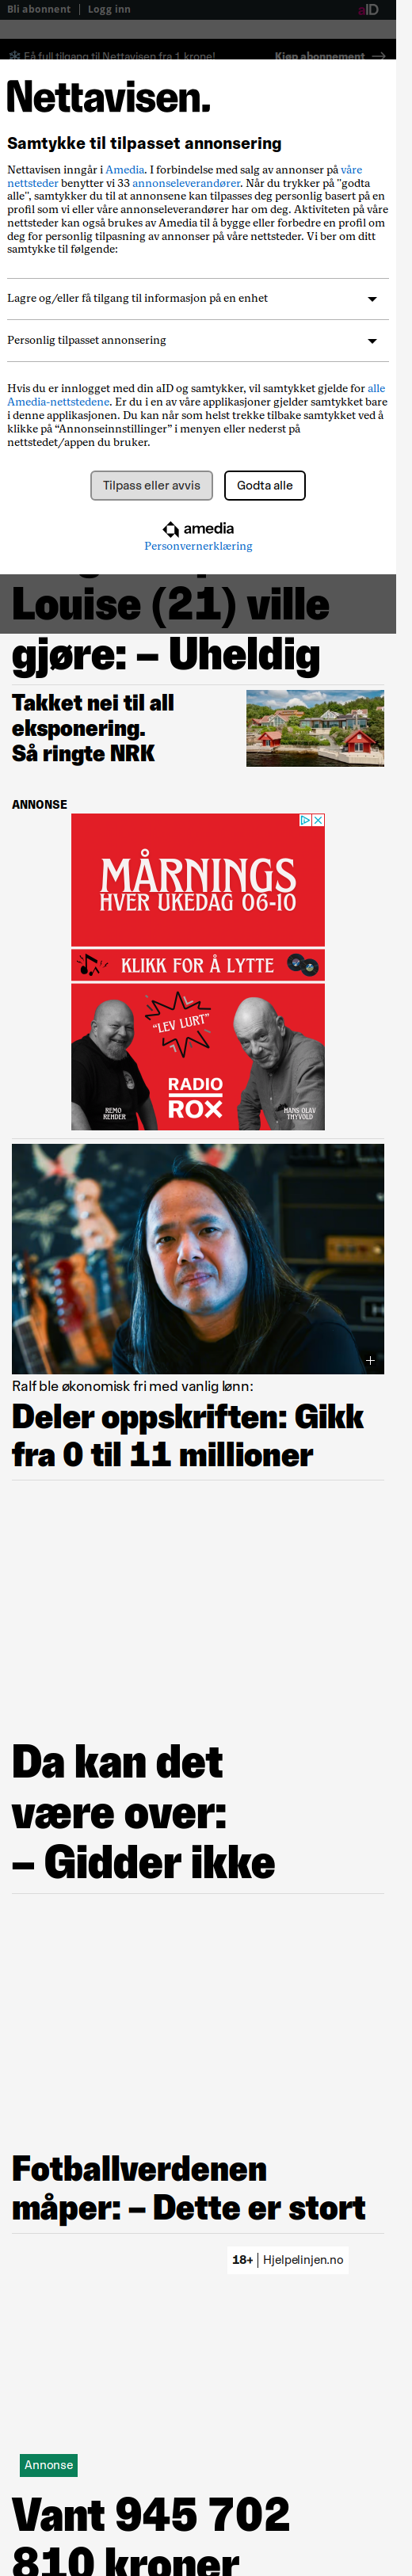 Bli abonnent | Logg inn
aID
Få full tilgang til Nettavisen fra 1 krone!
Kjøp abonnement
Nettavisen.
Samtykke til tilpasset annonsering
Nettavisen inngår i Amedia. I forbindelse med salg av annonser på våre
nettsteder benytter vi 33 annonseleverandører. Når du trykker på "godta
alle", samtykker du til at annonsene kan tilpasses deg personlig basert på en
profil som vi eller våre annonseleverandører har om deg. Aktiviteten på våre
nettsteder kan også brukes av Amedia til å bygge eller forbedre en profil om
deg for personlig tilpasning av annonser på våre nettsteder. Vi ber om ditt
samtykke til følgende:
Lagre og/eller få tilgang til informasjon på en enhet
Personlig tilpasset annonsering
Hvis du er innlogget med din aID og samtykker, vil samtykket gjelde for alle
Amedia-nettstedene. Er du i en av våre applikasjoner gjelder samtykket bare
i denne applikasjonen. Du kan når som helst trekke tilbake samtykket ved å
klikke på “Annonseinnstillinger” i menyen eller nederst på
nettstedet/appen du bruker.
Tilpass eller avvis
Godta alle
amedia
Personvernerklæring
Louise (21) ville
gjøre: – Uheldig
Takket nei til all
eksponering.
Så ringte NRK
ANNONSE
MÅRNINGS
HVER UKEDAG 06-10
KLIKK FOR Å LYTTE
"LEV LURT"
RADIO
ROX
REMO
REHDER
HANS OLAV
THYVOLD
Ralf ble økonomisk fri med vanlig lønn:
Deler oppskriften: Gikk
fra 0 til 11 millioner
Da kan det
være over:
– Gidder ikke
Fotballverdenen
måper: – Dette er stort
18+ | Hjelpelinjen.no
Annonse
Vant 945 702
810 kroner